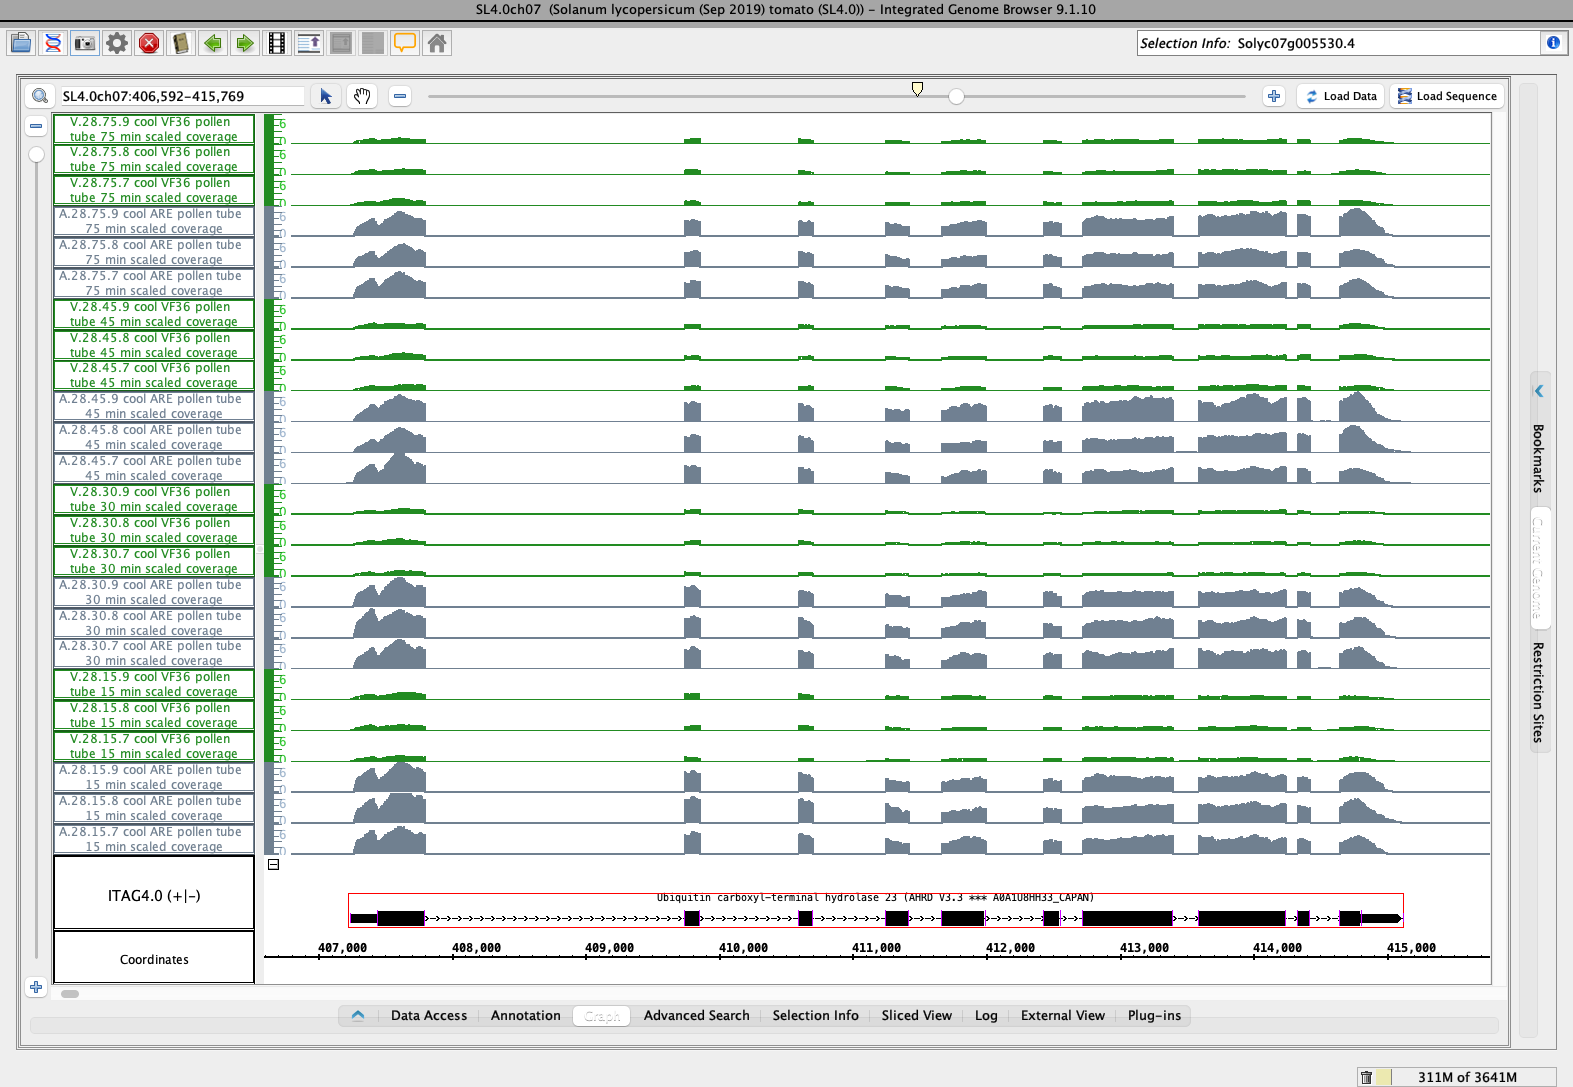 SL4.0ch07 (Solanum lycopersicum (Sep 2019) tomato (SL4.0)) - Integrated Genome Browser 9.1.10
Selection Info: Solyc07g005530.4
SL4.0ch07:406,592-415,769
Load Data
Load Sequence
V.28.75.9 cool VF36 pollen
tube 75 min scaled coverage
V.28.75.8 cool VF36 pollen
tube 75 min scaled coverage
V.28.75.7 cool VF36 pollen
tube 75 min scaled coverage
A.28.75.9 cool ARE pollen tube
75 min scaled coverage
A.28.75.8 cool ARE pollen tube
75 min scaled coverage
A.28.75.7 cool ARE pollen tube
75 min scaled coverage
V.28.45.9 cool VF36 pollen
tube 45 min scaled coverage
V.28.45.8 cool VF36 pollen
tube 45 min scaled coverage
V.28.45.7 cool VF36 pollen
tube 45 min scaled coverage
A.28.45.9 cool ARE pollen tube
45 min scaled coverage
A.28.45.8 cool ARE pollen tube
45 min scaled coverage
A.28.45.7 cool ARE pollen tube
45 min scaled coverage
V.28.30.9 cool VF36 pollen
tube 30 min scaled coverage
V.28.30.8 cool VF36 pollen
tube 30 min scaled coverage
V.28.30.7 cool VF36 pollen
tube 30 min scaled coverage
A.28.30.9 cool ARE pollen tube
30 min scaled coverage
A.28.30.8 cool ARE pollen tube
30 min scaled coverage
A.28.30.7 cool ARE pollen tube
30 min scaled coverage
V.28.15.9 cool VF36 pollen
tube 15 min scaled coverage
V.28.15.8 cool VF36 pollen
tube 15 min scaled coverage
V.28.15.7 cool VF36 pollen
tube 15 min scaled coverage
A.28.15.9 cool ARE pollen tube
15 min scaled coverage
A.28.15.8 cool ARE pollen tube
15 min scaled coverage
A.28.15.7 cool ARE pollen tube
15 min scaled coverage
ITAG4.0 (+|-)
Ubiquitin carboxyl-terminal hydrolase 23 (AHRD V3.3 *** A0A1U8HH33_CAPAN)
407,000 408,000 409,000 410,000 411,000 412,000 413,000 414,000 415,000
Coordinates
Bookmarks
Current Genome
Restriction Sites
Data Access Annotation Graph Advanced Search Selection Info Sliced View Log External View Plug-ins
311M of 3641M